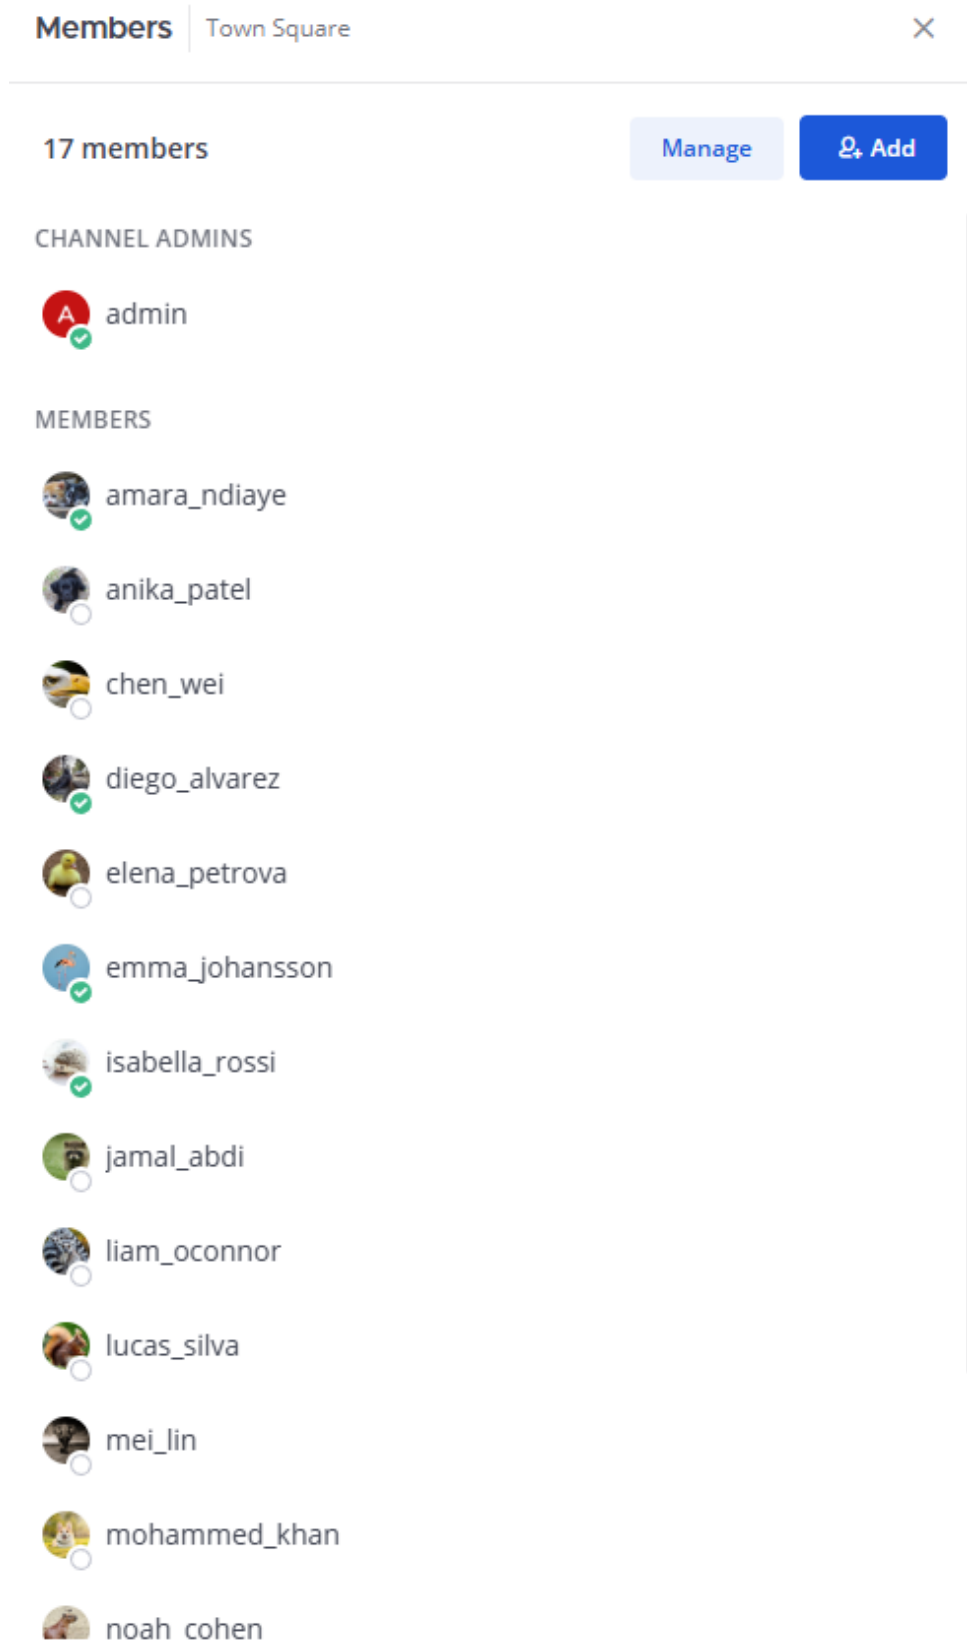 Members Town Square
17 members Manage Add
CHANNEL ADMINS
A admin
MEMBERS
amara_ndiaye
anika_patel
chen_wei
diego_alvarez
elena_petrova
emma_johansson
isabella_rossi
jamal_abdi
liam_oconnor
lucas_silva
mei_lin
mohammed_khan
noah_cohen